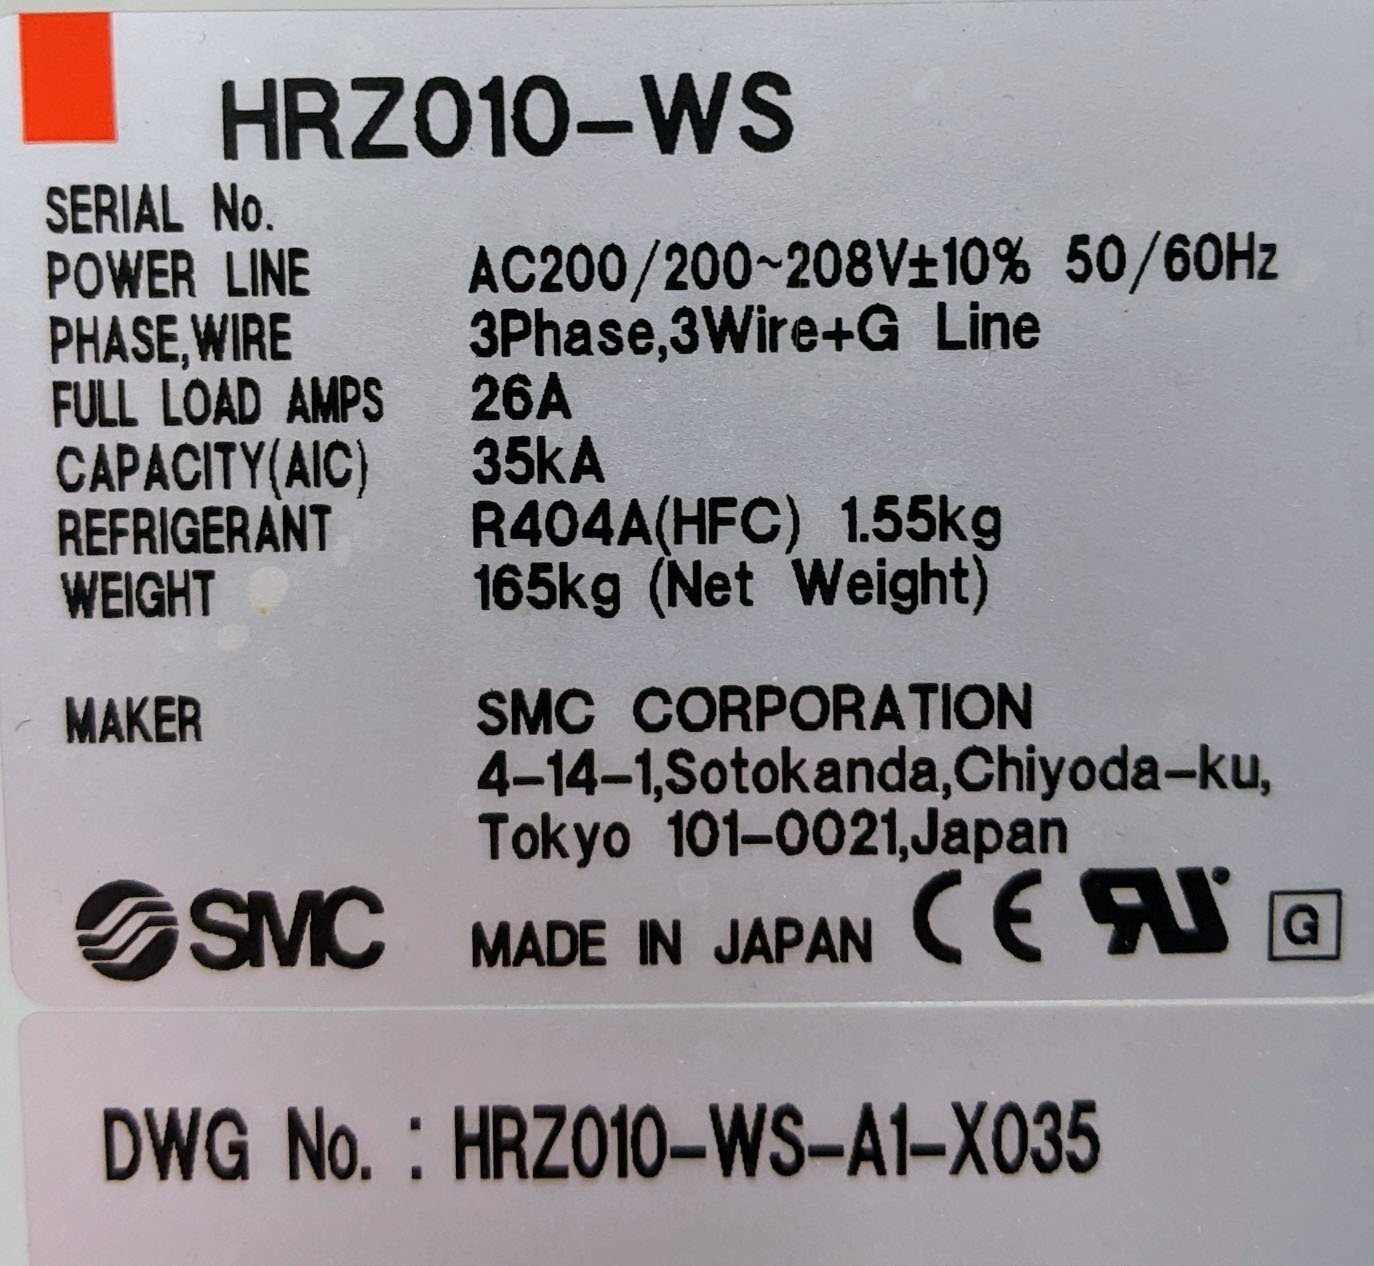 HRZ010-WS
SERIAL No.
POWER LINE AC200/200~208V±10% 50/60Hz
PHASE,WIRE 3Phase,3Wire+G Line
FULL LOAD AMPS 26A
CAPACITY(AIC) 35kA
REFRIGERANT R404A(HFC) 1.55kg
WEIGHT 165kg (Net Weight)
MAKER SMC CORPORATION
4-14-1,Sotokanda,Chiyoda-ku,
Tokyo 101-0021,Japan
SMC MADE IN JAPAN CE RU G
DWG No. : HRZ010-WS-A1-X035